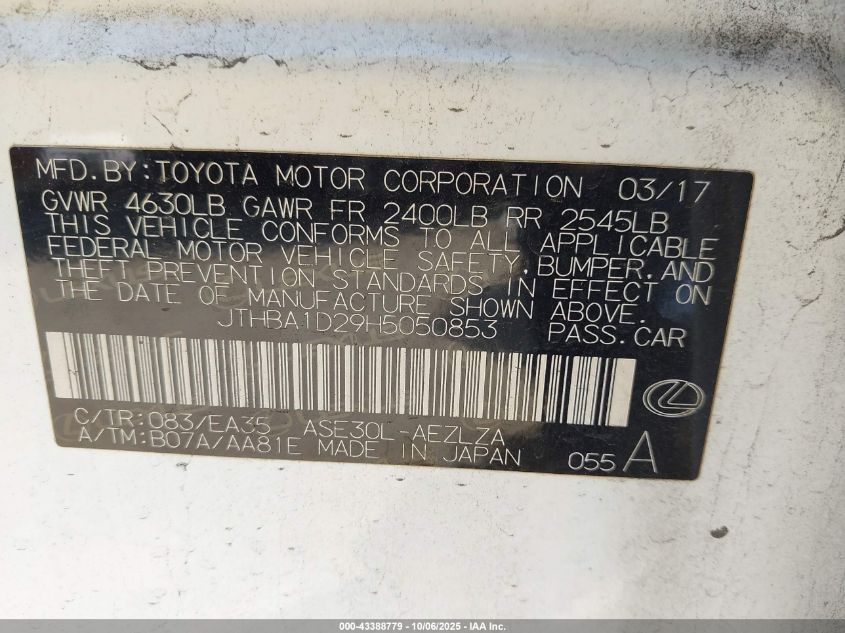 MFD. BY: TOYOTA MOTOR CORPORATION 03/17
GVWR 4630LB GAWR FR 2400LB RR 2545LB
THIS VEHICLE CONFORMS TO ALL APPLICABLE
FEDERAL MOTOR VEHICLE SAFETY, BUMPER, AND
THEFT PREVENTION STANDARDS IN EFFECT ON
THE DATE OF MANUFACTURE SHOWN ABOVE.
JTHBA1D29H5050853 PASS. CAR
C/TR: 083/EA35 ASE30L-AEZLZA
A/TM: B07A/AA81E MADE IN JAPAN 055 A
000-43388779 - 10/06/2025 - IAA Inc.